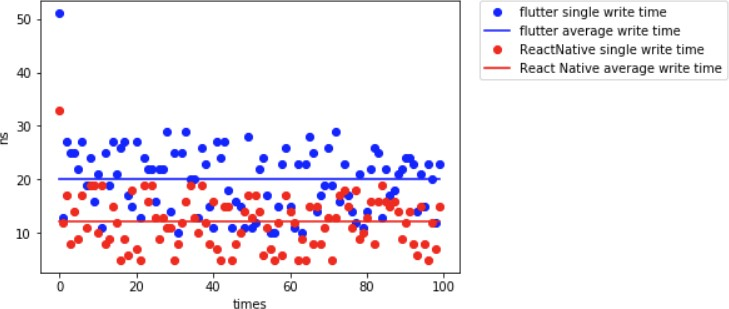 50
40
30
20
10
ns
0
20
40
60
80
100
times
flutter single write time
flutter average write time
ReactNative single write time
React Native average write time